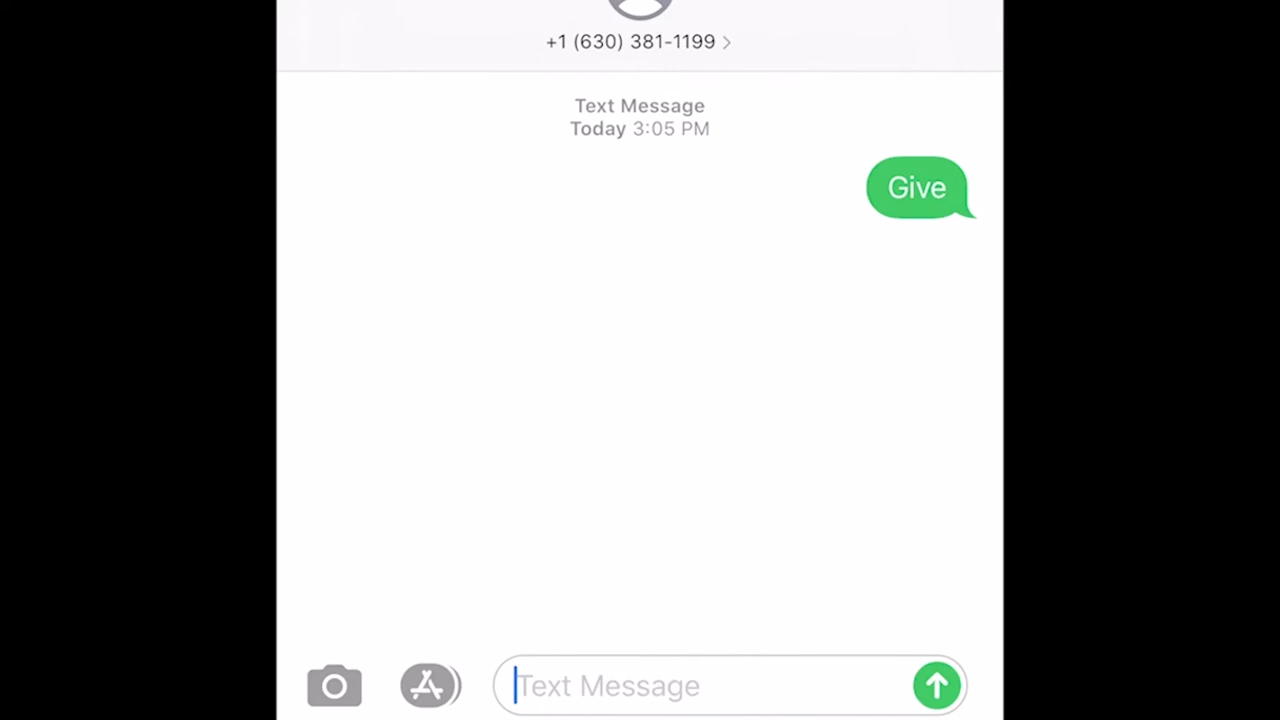 +1 (630) 381-1199
Text Message
Today 3:05 PM
Give
Text Message